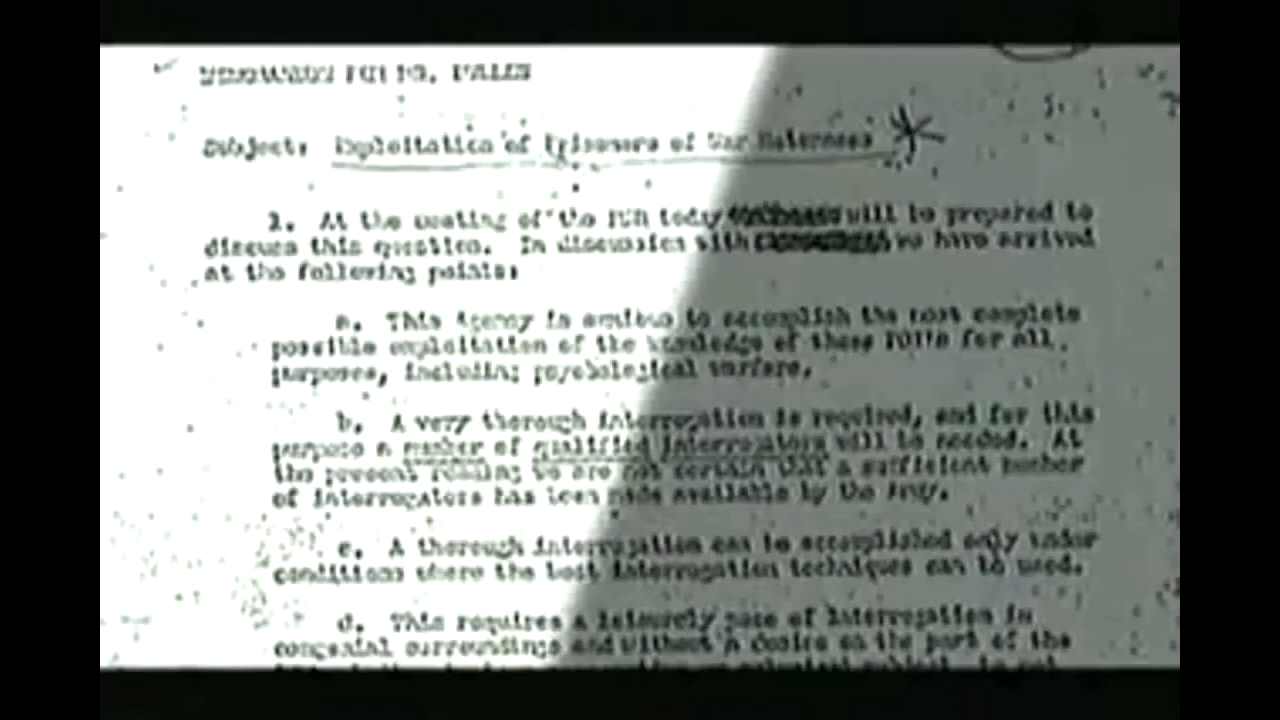 Subject: Exploitation of Prisoners of War Returnees
1. At the meeting of the today will be prepared to
discuss this question. In discussion with we have arrived
at the following points:
a. This Agency is anxious to accomplish the most complete
possible exploitation of the knowledge of these POWs for all
purposes, including psychological warfare.
b. A very thorough interrogation is required, and for this
purpose a number of qualified interrogators will be needed. At
the present reading we are not certain that a sufficient number
of interrogators has been made available by the Army.
c. A thorough interrogation can be accomplished only under
conditions where the best interrogation techniques can be used.
d. This requires a leisurely pace of interrogation in
congenial surroundings and without a desire on the part of the